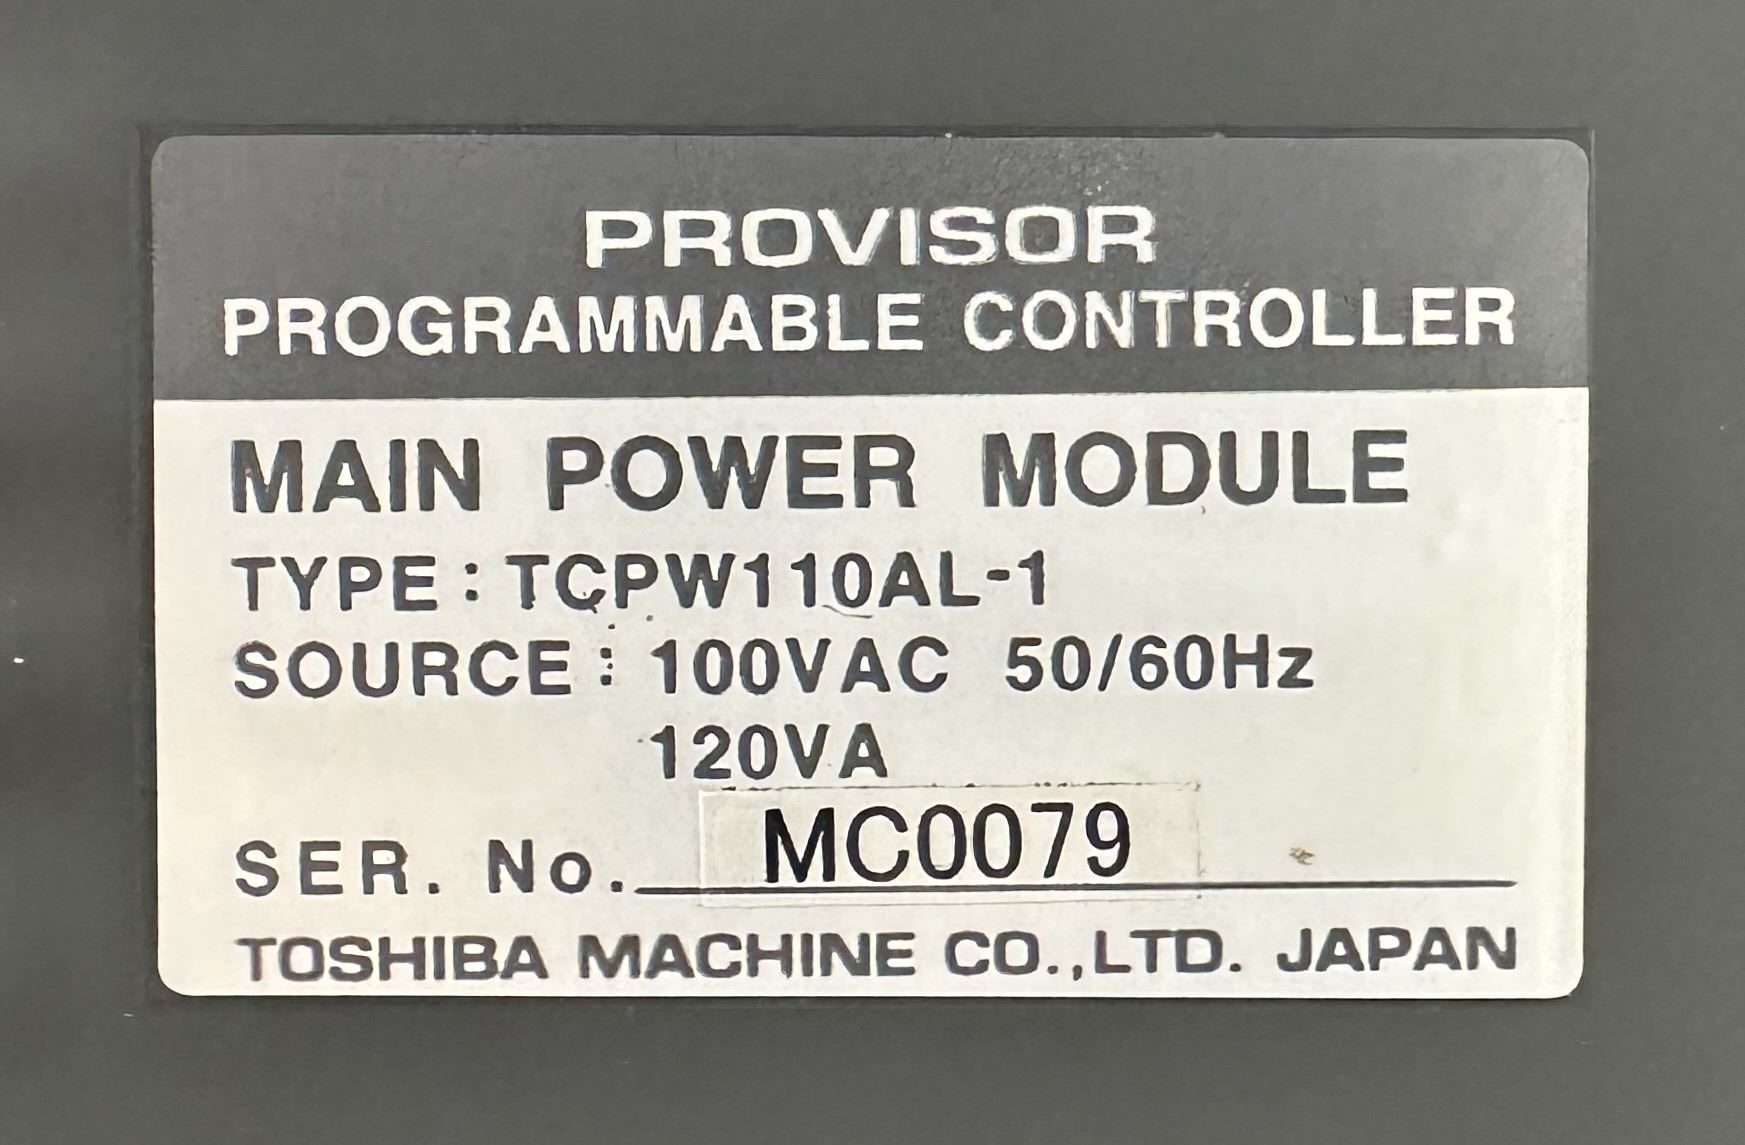 PROVISOR
PROGRAMMABLE CONTROLLER
MAIN POWER MODULE
TYPE: TCPW110AL-1
SOURCE: 100VAC 50/60Hz
120VA
SER. No. MC0079
TOSHIBA MACHINE CO.,LTD. JAPAN